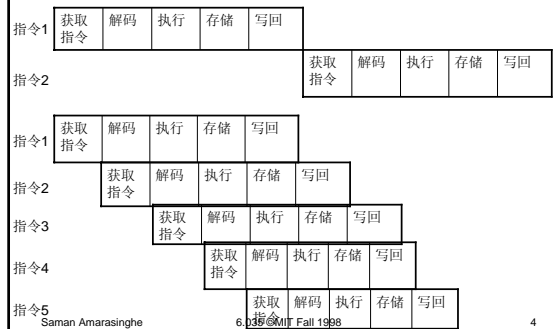 指令1 获取指令 解码 执行 存储 写回
指令2 获取指令 解码 执行 存储 写回
指令1 获取指令 解码 执行 存储 写回
指令2 获取指令 解码 执行 存储 写回
指令3 获取指令 解码 执行 存储 写回
指令4 获取指令 解码 执行 存储 写回
指令5 获取指令 解码 执行 存储 写回
Saman Amarasinghe 6.035 ©MIT Fall 1998 4